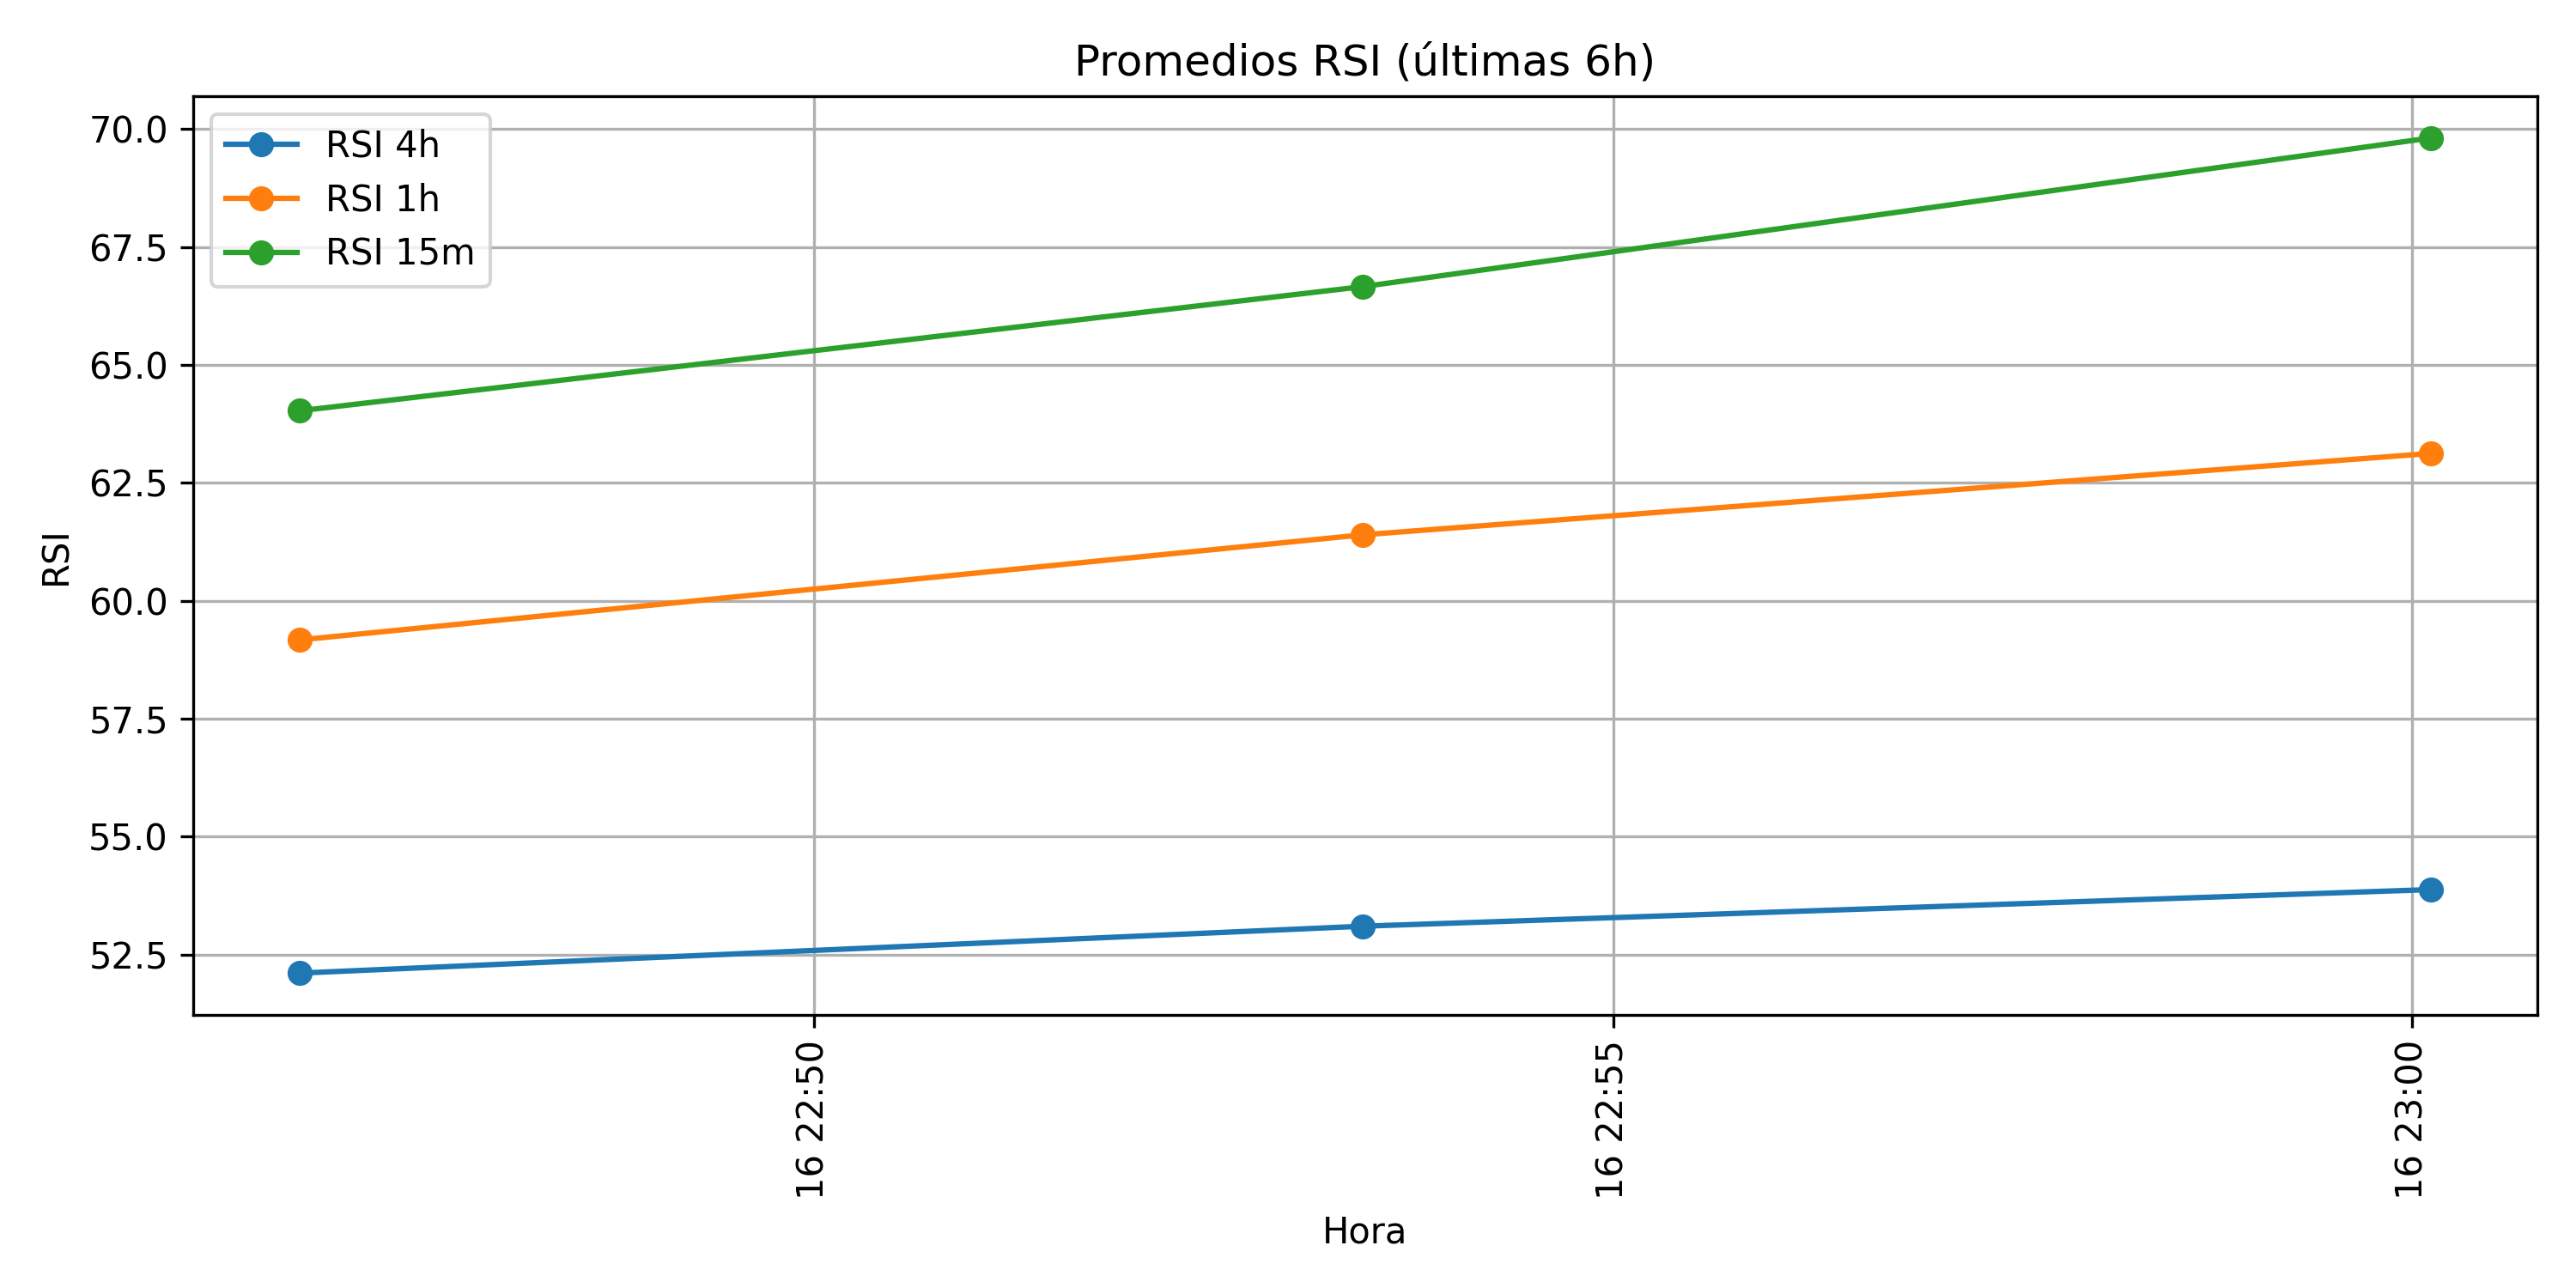 Promedios RSI (últimas 6h)
RSI 4h
RSI 1h
RSI 15m
70.0
67.5
65.0
62.5
60.0
57.5
55.0
52.5
RSI
16 22:50
16 22:55
16 23:00
Hora